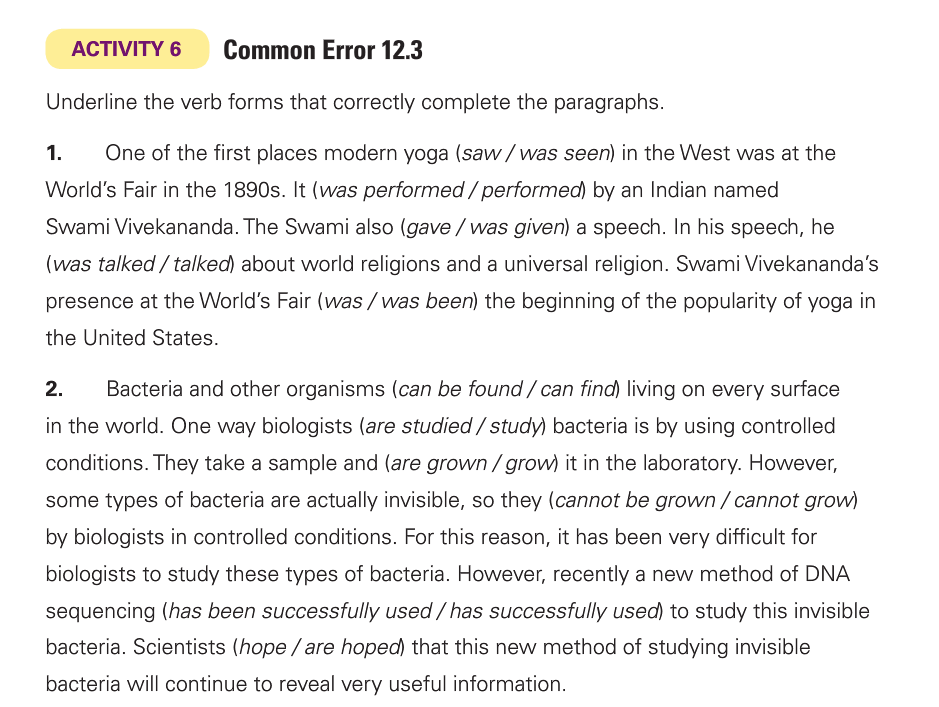 ACTIVITY 6 Common Error 12.3
Underline the verb forms that correctly complete the paragraphs.
1. One of the first places modern yoga (saw / was seen) in the West was at the
World's Fair in the 1890s. It (was performed / performed) by an Indian named
Swami Vivekananda. The Swami also (gave / was given) a speech. In his speech, he
(was talked / talked) about world religions and a universal religion. Swami Vivekananda's
presence at the World's Fair (was / was been) the beginning of the popularity of yoga in
the United States.
2. Bacteria and other organisms (can be found / can find) living on every surface
in the world. One way biologists (are studied / study) bacteria is by using controlled
conditions. They take a sample and (are grown / grow) it in the laboratory. However,
some types of bacteria are actually invisible, so they (cannot be grown / cannot grow)
by biologists in controlled conditions. For this reason, it has been very difficult for
biologists to study these types of bacteria. However, recently a new method of DNA
sequencing (has been successfully used / has successfully used) to study this invisible
bacteria. Scientists (hope / are hoped) that this new method of studying invisible
bacteria will continue to reveal very useful information.